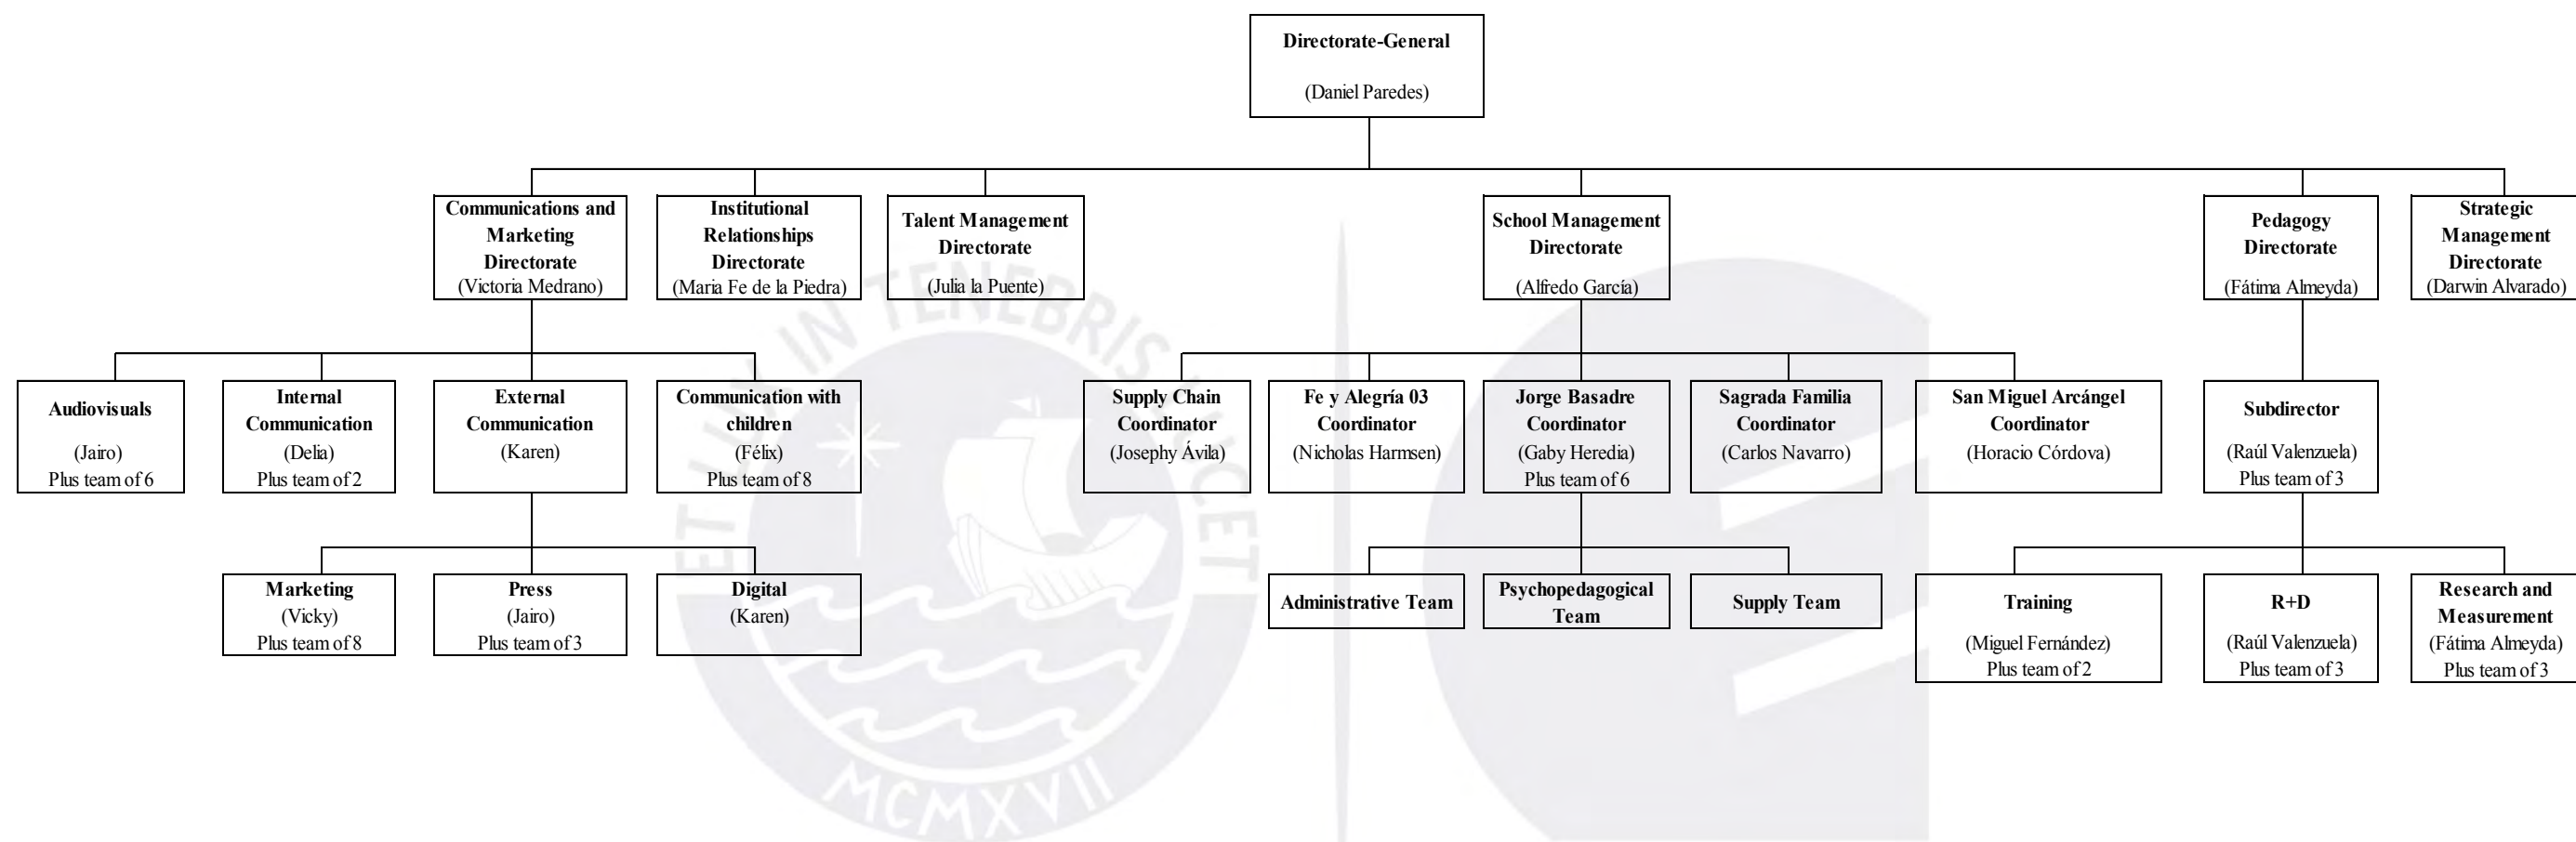 Directorate-General
(Daniel Paredes)
Communications and
Marketing
Directorate
(Victoria Medrano)
Institutional
Relationships
Directorate
(Maria Fe de la Piedra)
Talent Management
Directorate
(Julia la Puente)
School Management
Directorate
(Alfredo García)
Pedagogy
Directorate
(Fátima Almeyda)
Strategic
Management
Directorate
(Darwin Alvarado)
Audiovisuals
(Jairo)
Plus team of 6
Internal
Communication
(Delia)
Plus team of 2
External
Communication
(Karen)
Communication with
children
(Félix)
Plus team of 8
Supply Chain
Coordinator
(Josephy Ávila)
Fe y Alegría 03
Coordinator
(Nicholas Harmsen)
Jorge Basadre
Coordinator
(Gaby Heredia)
Plus team of 6
Sagrada Familia
Coordinator
(Carlos Navarro)
San Miguel Arcángel
Coordinator
(Horacio Córdova)
Subdirector
(Raúl Valenzuela)
Plus team of 3
Marketing
(Vicky)
Plus team of 8
Press
(Jairo)
Plus team of 3
Digital
(Karen)
Administrative Team
Psychopedagogical
Team
Supply Team
Training
(Miguel Fernández)
Plus team of 2
R+D
(Raúl Valenzuela)
Plus team of 3
Research and
Measurement
(Fátima Almeyda)
Plus team of 3
ET LUX IN TENEBRIS LUCET
MCMXVII